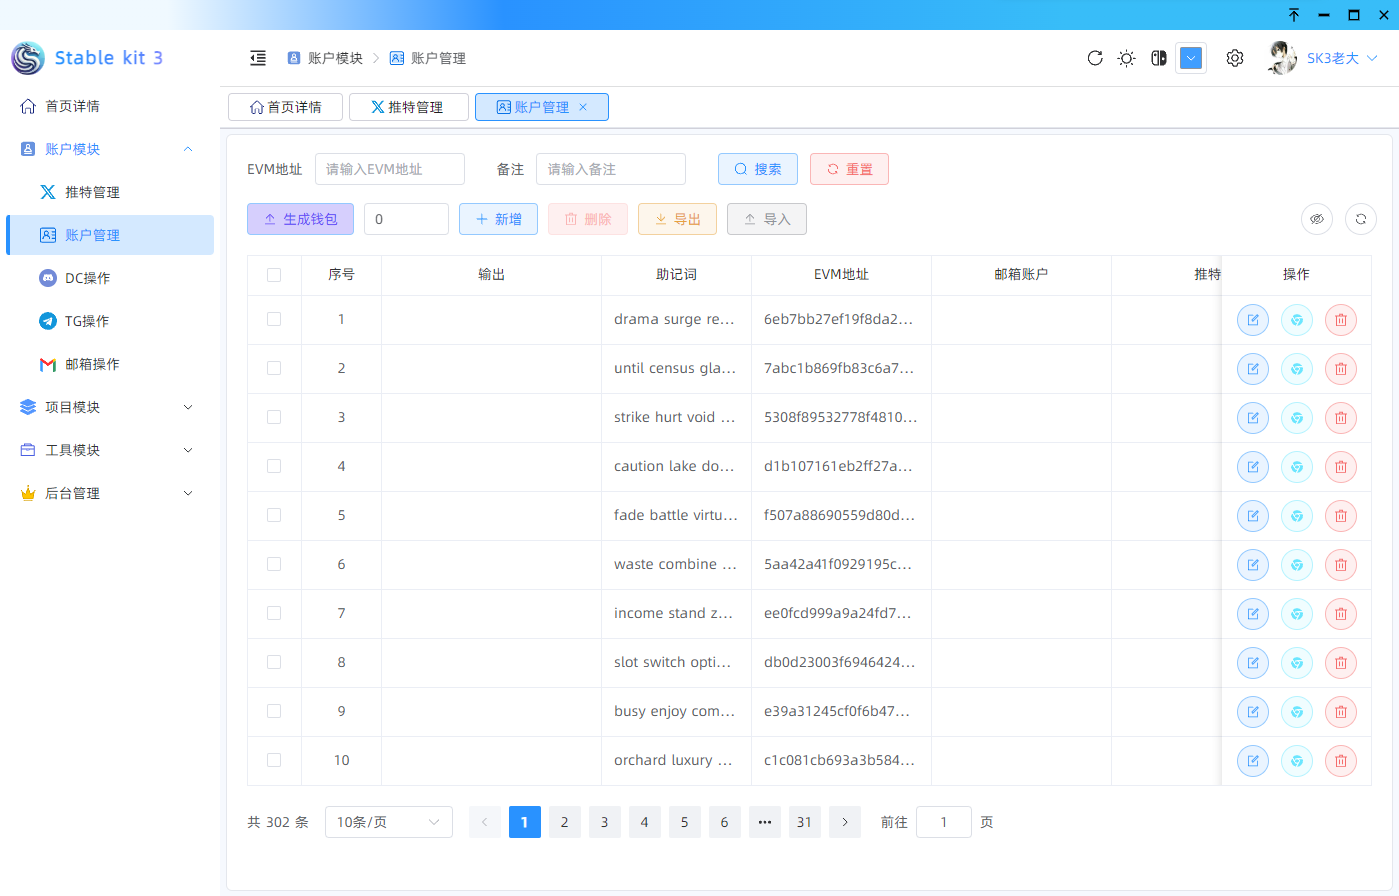 Stable kit 3
账户模块
账户管理
SK3老大
首页详情
账户模块
推特管理
账户管理
DC操作
TG操作
邮箱操作
项目模块
工具模块
后台管理
首页详情
推特管理
账户管理
EVM地址 请输入EVM地址 备注 请输入备注 搜索 重置
生成钱包 0 新增 删除 导出 导入
序号 输出 助记词 EVM地址 邮箱账户 推特 操作
1 drama surge re... 6eb7bb27ef19f8da2...
2 until census gla... 7abc1b869fb83c6a7...
3 strike hurt void ... 5308f89532778f4810...
4 caution lake do... d1b107161eb2ff27a...
5 fade battle virtu... f507a88690559d80d...
6 waste combine ... 5aa42a41f0929195c...
7 income stand z... ee0fcd999a9a24fd7...
8 slot switch opti... db0d23003f6946424...
9 busy enjoy com... e39a31245cf0f6b47...
10 orchard luxury ... c1c081cb693a3b584...
共 302 条 10条/页 1 2 3 4 5 6 ••• 31 前往 1 页